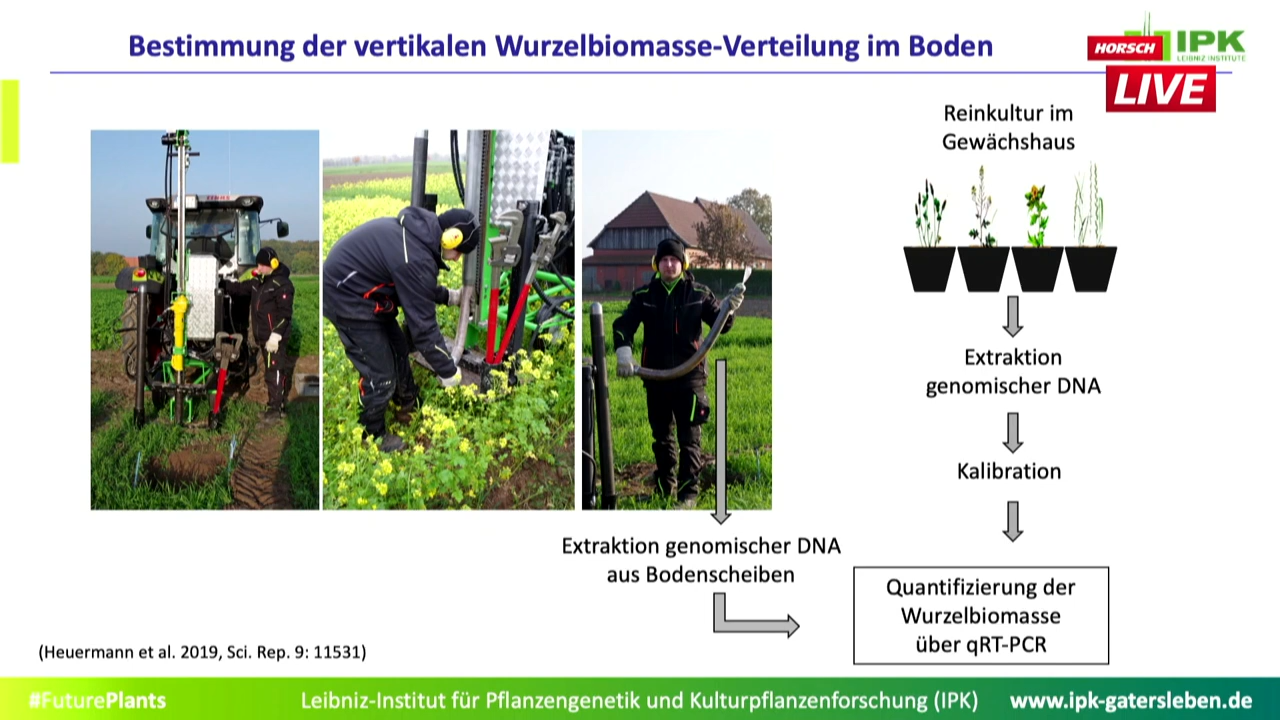 Bestimmung der vertikalen Wurzelbiomasse-Verteilung im Boden
HORSCH
IPK
LEIBNIZ INSTITUTE
LIVE
Reinkultur im
Gewächshaus
Extraktion
genomischer DNA
Kalibration
Extraktion genomischer DNA
aus Bodenscheiben
Quantifizierung der
Wurzelbiomasse
über qRT-PCR
(Heuermann et al. 2019, Sci. Rep. 9: 11531)
#FuturePlants
Leibniz-Institut für Pflanzengenetik und Kulturpflanzenforschung (IPK)
www.ipk-gatersleben.de